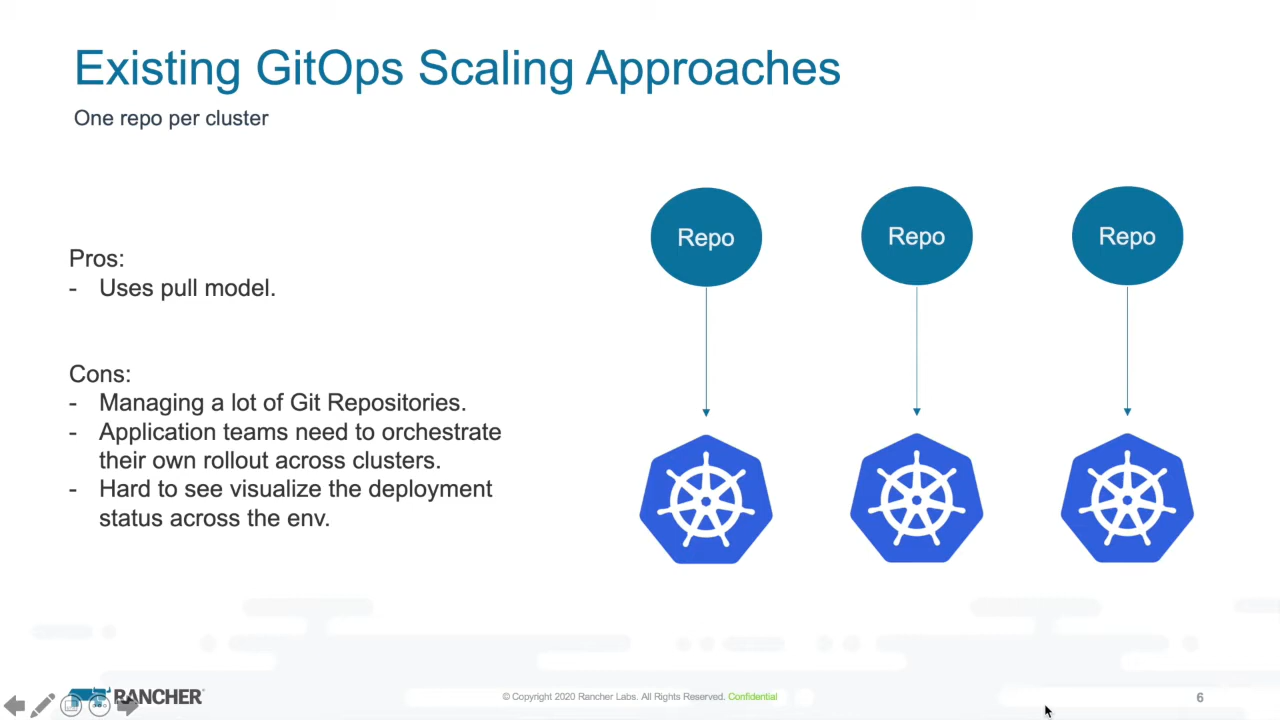 Existing GitOps Scaling Approaches
One repo per cluster
Pros:
- Uses pull model.
Cons:
- Managing a lot of Git Repositories.
- Application teams need to orchestrate
their own rollout across clusters.
- Hard to see visualize the deployment
status across the env.
Repo
Repo
Repo
RANCHER
© Copyright 2020 Rancher Labs. All Rights Reserved. Confidential
6